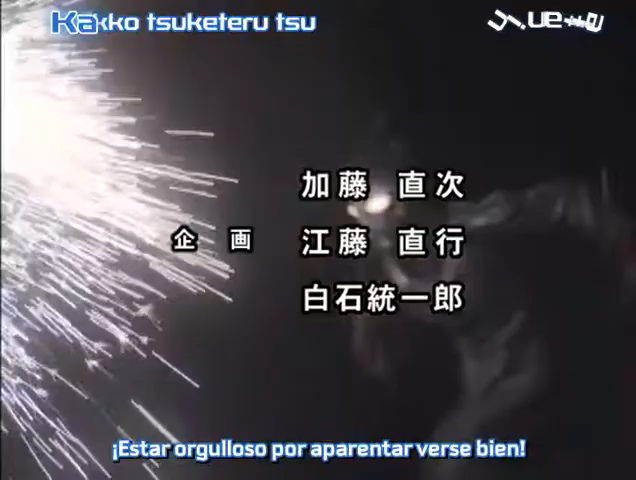 Kakko tsuketeru tsu
加藤 直次
企画 江藤 直行
白石統一郎
¡Estar orgulloso por aparentar verse bien!